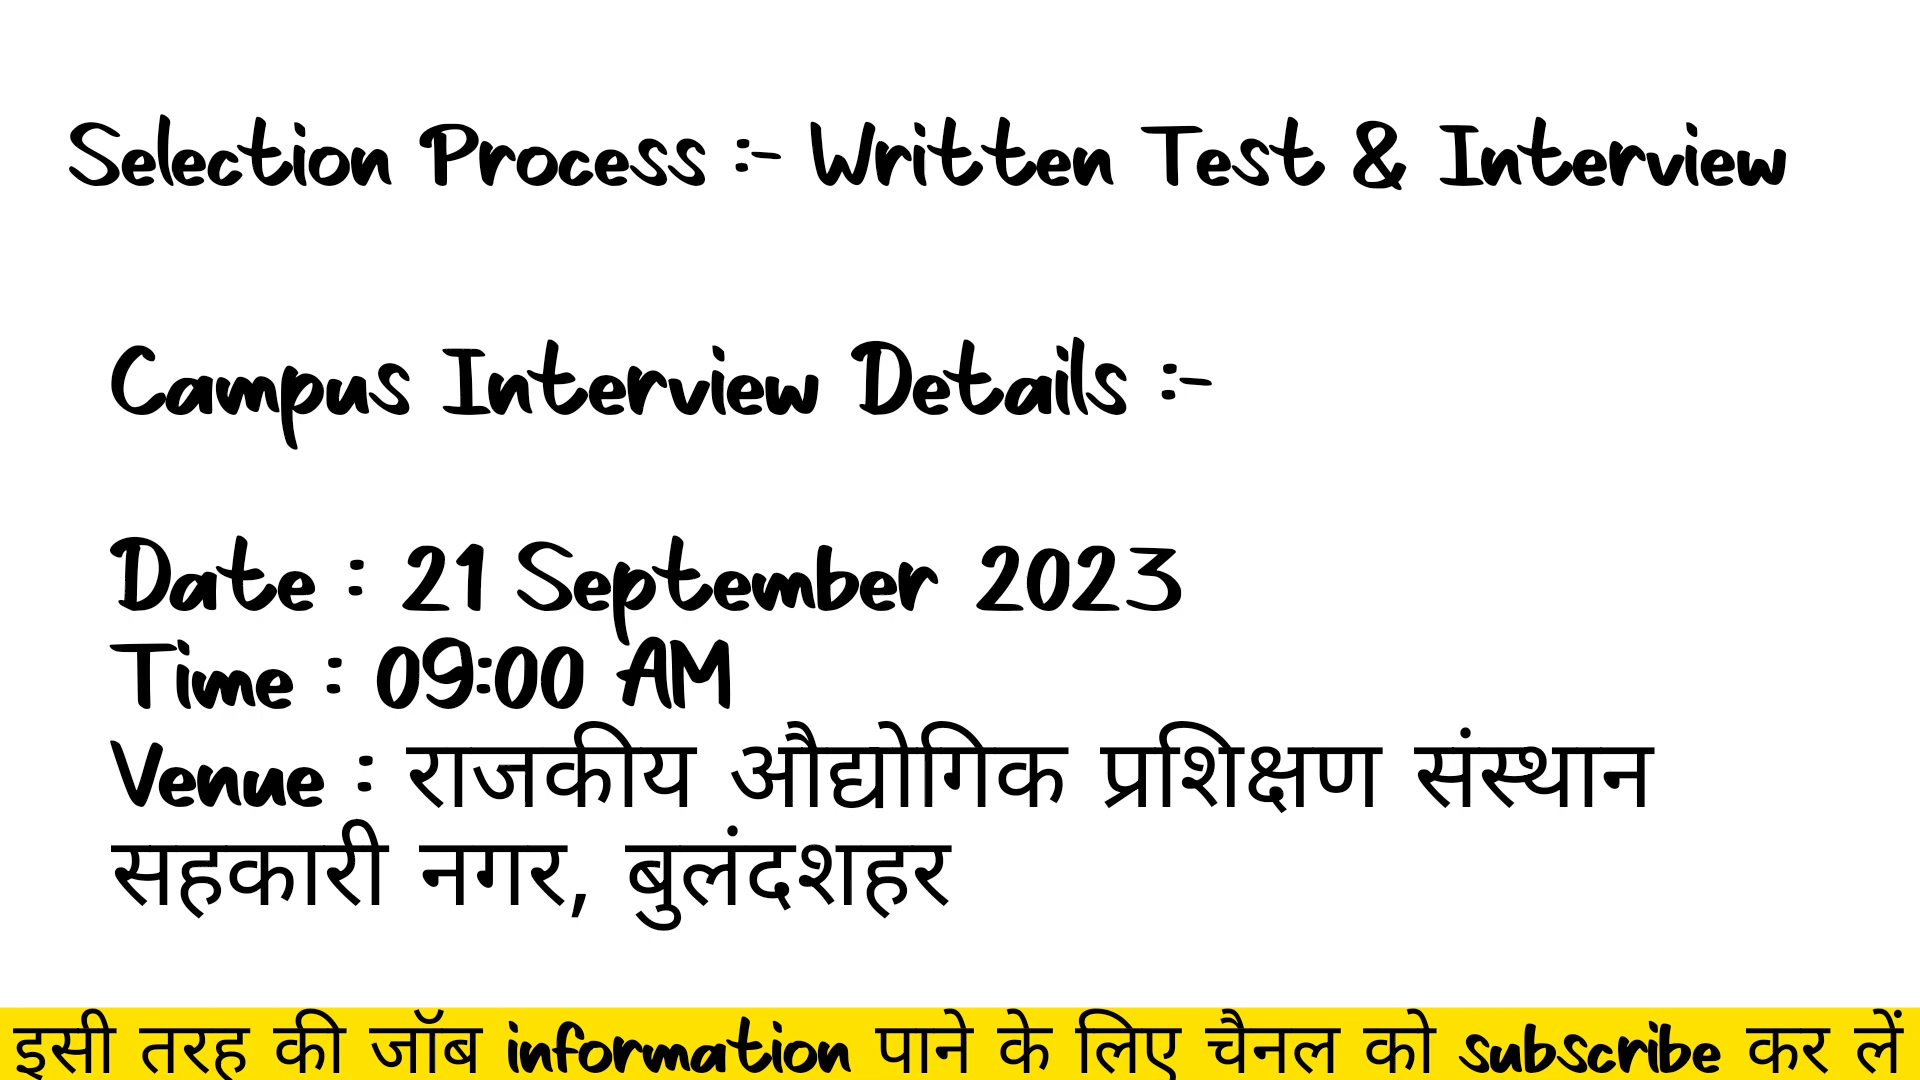 Selection Process :- Written Test & Interview
Campus Interview Details :-
Date : 21 September 2023
Time : 09:00 AM
Venue : राजकीय औद्योगिक प्रशिक्षण संस्थान
सहकारी नगर, बुलंदशहर
इसी तरह की जॉब information पाने के लिए चैनल को subscribe कर लें